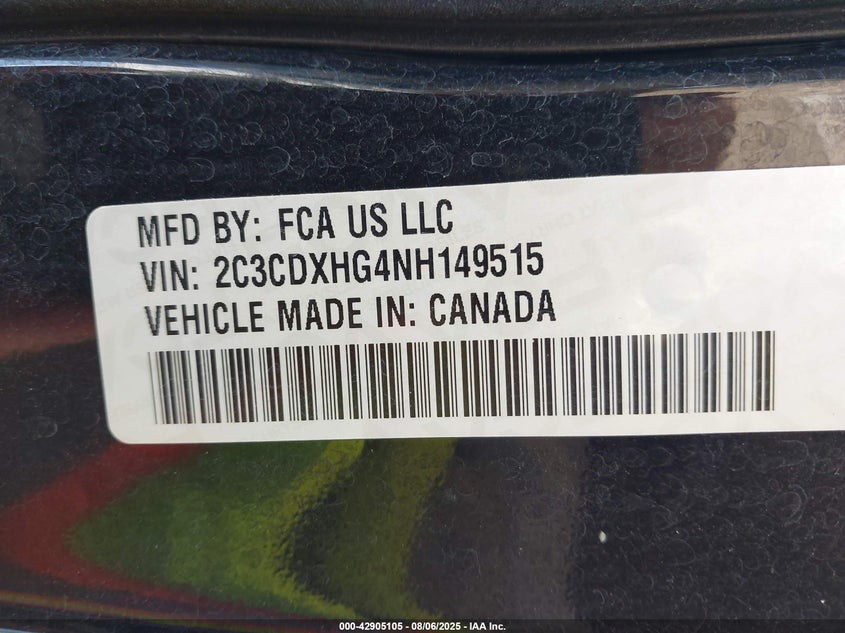 MFD BY: FCA US LLC
VIN: 2C3CDXHG4NH149515
VEHICLE MADE IN: CANADA
000-42905105 - 08/06/2025 - IAA Inc.